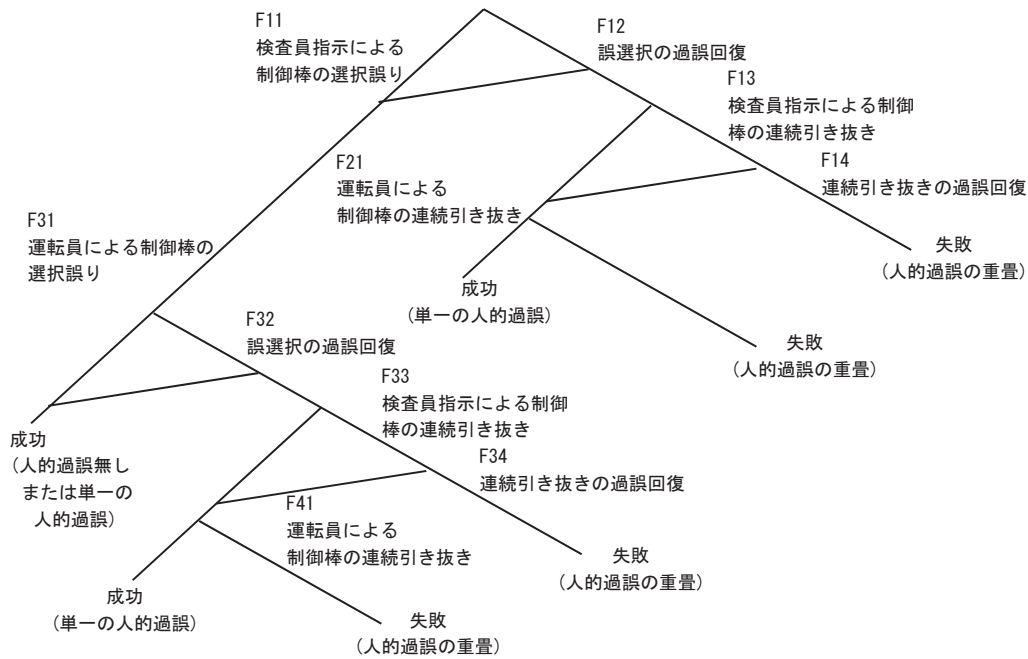 F11
検査員指示による
制御棒の選択誤り
F12
誤選択の過誤回復
F13
検査員指示による制御
棒の連続引き抜き
F14
連続引き抜きの過誤回復
F21
運転員による
制御棒の連続引き抜き
F31
運転員による制御棒の
選択誤り
失敗
(人的過誤の重畳)
成功
(単一の人的過誤)
失敗
(人的過誤の重畳)
F32
誤選択の過誤回復
F33
検査員指示による制御
棒の連続引き抜き
F34
連続引き抜きの過誤回復
成功
(人的過誤無し
または単一の
人的過誤)
F41
運転員による
制御棒の連続引き抜き
失敗
(人的過誤の重畳)
成功
(単一の人的過誤)
失敗
(人的過誤の重畳)